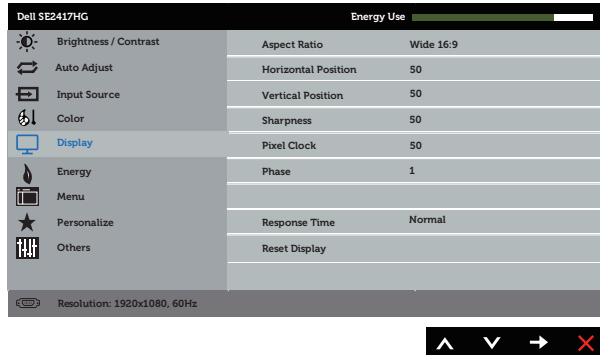 Dell SE2417HG Energy Use
Brightness / Contrast
Auto Adjust
Input Source
Color
Display
Energy
Menu
Personalize
Others
Aspect Ratio Wide 16:9
Horizontal Position 50
Vertical Position 50
Sharpness 50
Pixel Clock 50
Phase 1
Response Time Normal
Reset Display
Resolution: 1920x1080, 60Hz